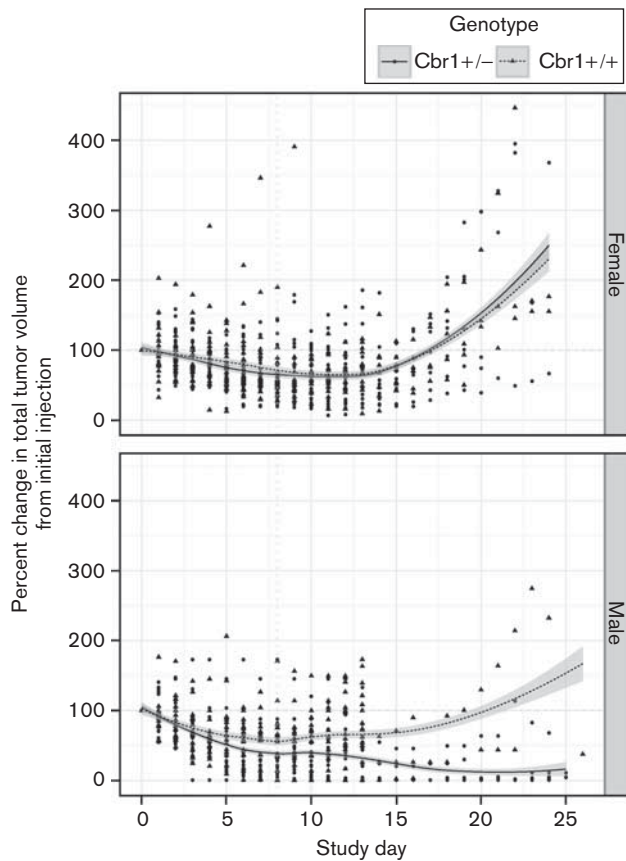 Genotype
Cbr1+/− Cbr1+/+
Percent change in total tumor volume
from initial injection
400
300
200
100
0
Female
400
300
200
100
0
Male
0 5 10 15 20 25
Study day